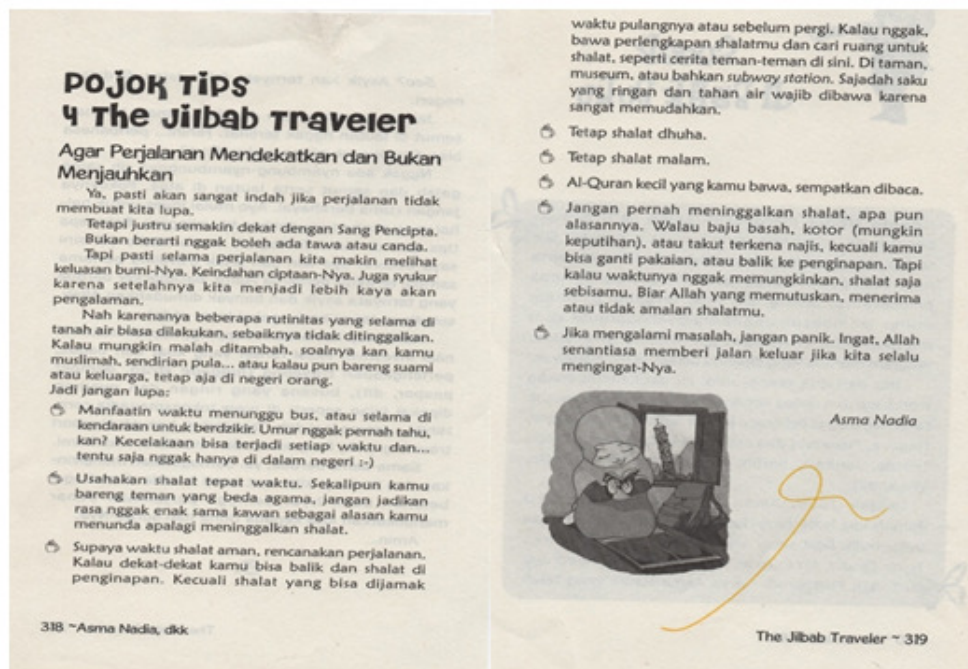 Pojok Tips
4 The Jilbab Traveler
Agar Perjalanan Mendekatkan dan Bukan
Menjauhkan
Ya, pasti akan sangat indah jika perjalanan tidak
membuat kita lupa.
Tetapi justru semakin dekat dengan Sang Pencipta.
Bukan berarti nggak boleh ada tawa atau canda.
Tapi pasti selama perjalanan kita makin melihat
keluasan bumi-Nya. Keindahan ciptaan-Nya. Juga syukur
karena setelahnya kita menjadi lebih kaya akan
pengalaman.
Nah karenanya beberapa rutinitas yang selama di
tanah air biasa dilakukan, sebaiknya tidak ditinggalkan.
Kalau mungkin malah ditambah, soalnya kan kamu
muslimah, sendirian pula... atau kalau pun bareng suami
atau keluarga, tetap aja di negeri orang.
Jadi jangan lupa:
Manfaatin waktu menunggu bus, atau selama di
kendaraan untuk berdzikir. Umur nggak pernah tahu,
kan? Kecelakaan bisa terjadi setiap waktu dan...
tentu saja nggak hanya di dalam negeri :-)
Usahakan shalat tepat waktu. Sekalipun kamu
bareng teman yang beda agama, jangan jadikan
rasa nggak enak sama kawan sebagai alasan kamu
menunda apalagi meninggalkan shalat.
Supaya waktu shalat aman, rencanakan perjalanan.
Kalau dekat-dekat kamu bisa balik dan shalat di
penginapan. Kecuali shalat yang bisa dijamak
318 ~Asma Nadia, dkk
waktu pulangnya atau sebelum pergi. Kalau nggak,
bawa perlengkapan shalatmu dan cari ruang untuk
shalat, seperti cerita teman-teman di sini. Di taman,
museum, atau bahkan subway station. Sajadah saku
yang ringan dan tahan air wajib dibawa karena
sangat memudahkan.
Tetap shalat dhuha.
Tetap shalat malam.
Al-Quran kecil yang kamu bawa, sempatkan dibaca.
Jangan pernah meninggalkan shalat, apa pun
alasannya. Walau baju basah, kotor (mungkin
keputihan), atau takut terkena najis, kecuali kamu
bisa ganti pakaian, atau balik ke penginapan. Tapi
kalau waktunya nggak memungkinkan, shalat saja
sebisamu. Biar Allah yang memutuskan, menerima
atau tidak amalan shalatmu.
Jika mengalami masalah, jangan panik. Ingat, Allah
senantiasa memberi jalan keluar jika kita selalu
mengingat-Nya.
Asma Nadia
The Jilbab Traveler ~ 319